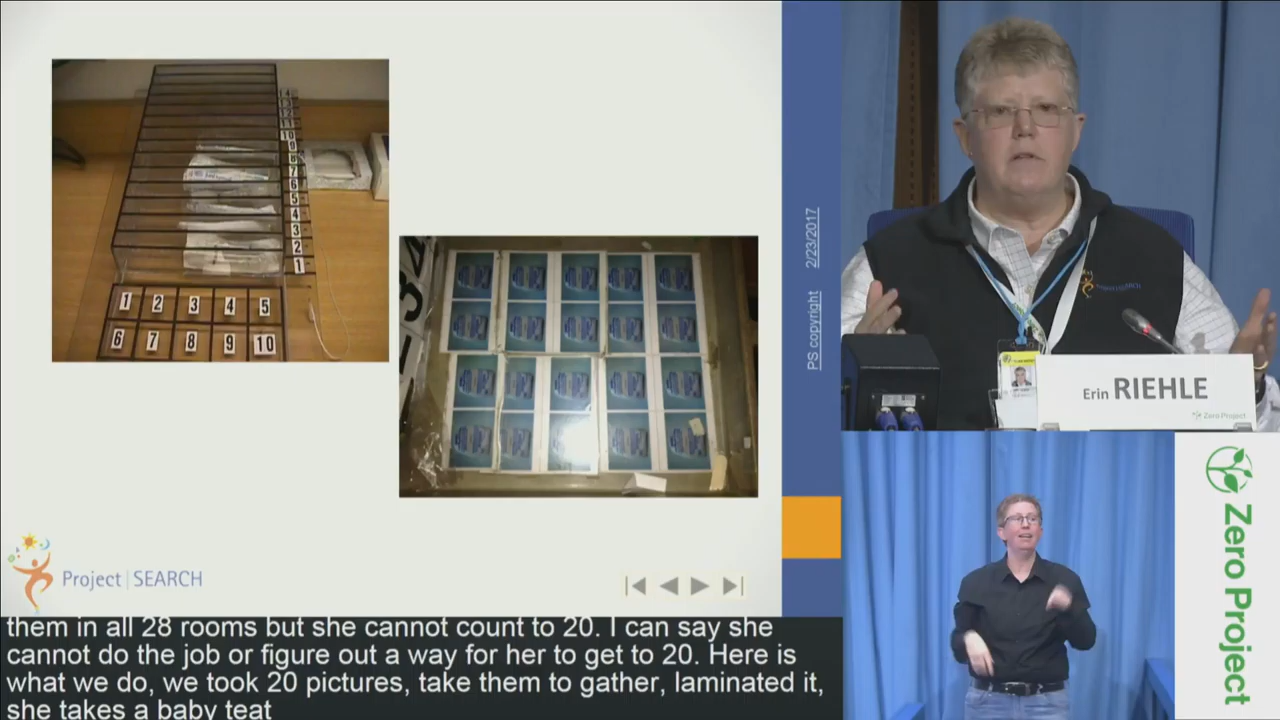 14
13
12
11
10
9
8
7
6
5
4
3
2
1
1 2 3 4 5
6 7 8 9 10
Project | SEARCH
PS copyright 2/23/2017
Erin RIEHLE
Zero Project
Zero Project
them in all 28 rooms but she cannot count to 20. I can say she
cannot do the job or figure out a way for her to get to 20. Here is
what we do, we took 20 pictures, take them to gather, laminated it,
she takes a baby teat